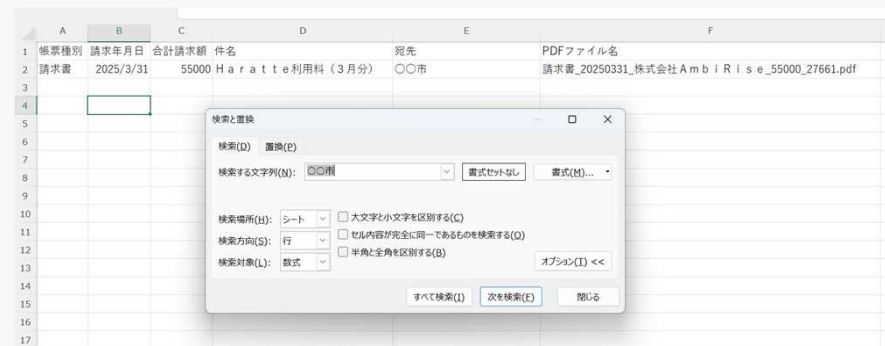 A B C D E F
1 帳票種別 請求年月日 合計請求額 件名 宛先 PDFファイル名
2 請求書 2025/3/31 55000 Ｈａｒａｔｔｅ利用料（３月分） 〇〇市 請求書_20250331_株式会社ＡｍｂｉＲｉｓｅ_55000_27661.pdf
3
4
5
6
7
8
9
10
11
12
13
14
15
16
17
検索と置換
検索(D) 置換(P)
検索する文字列(N): 〇〇市 書式セットなし 書式(M)...
検索場所(H): シート 大文字と小文字を区別する(C)
検索方向(S): 行 セル内容が完全に同一であるものを検索する(O)
検索対象(L): 数式 半角と全角を区別する(B)
オプション(T) <<
すべて検索(I) 次を検索(F) 閉じる